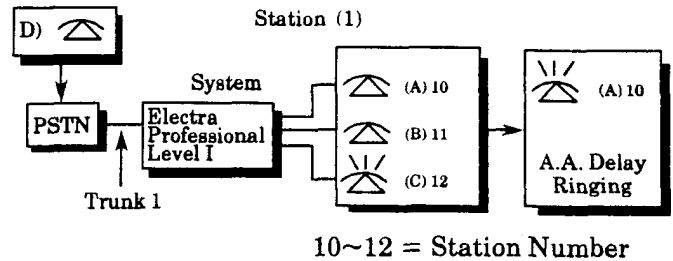 Station (1)
D)
System
PSTN
Electra
Professional
Level I
Trunk 1
(A) 10
(B) 11
(C) 12
(A) 10
A.A. Delay
Ringing
10~12 = Station Number